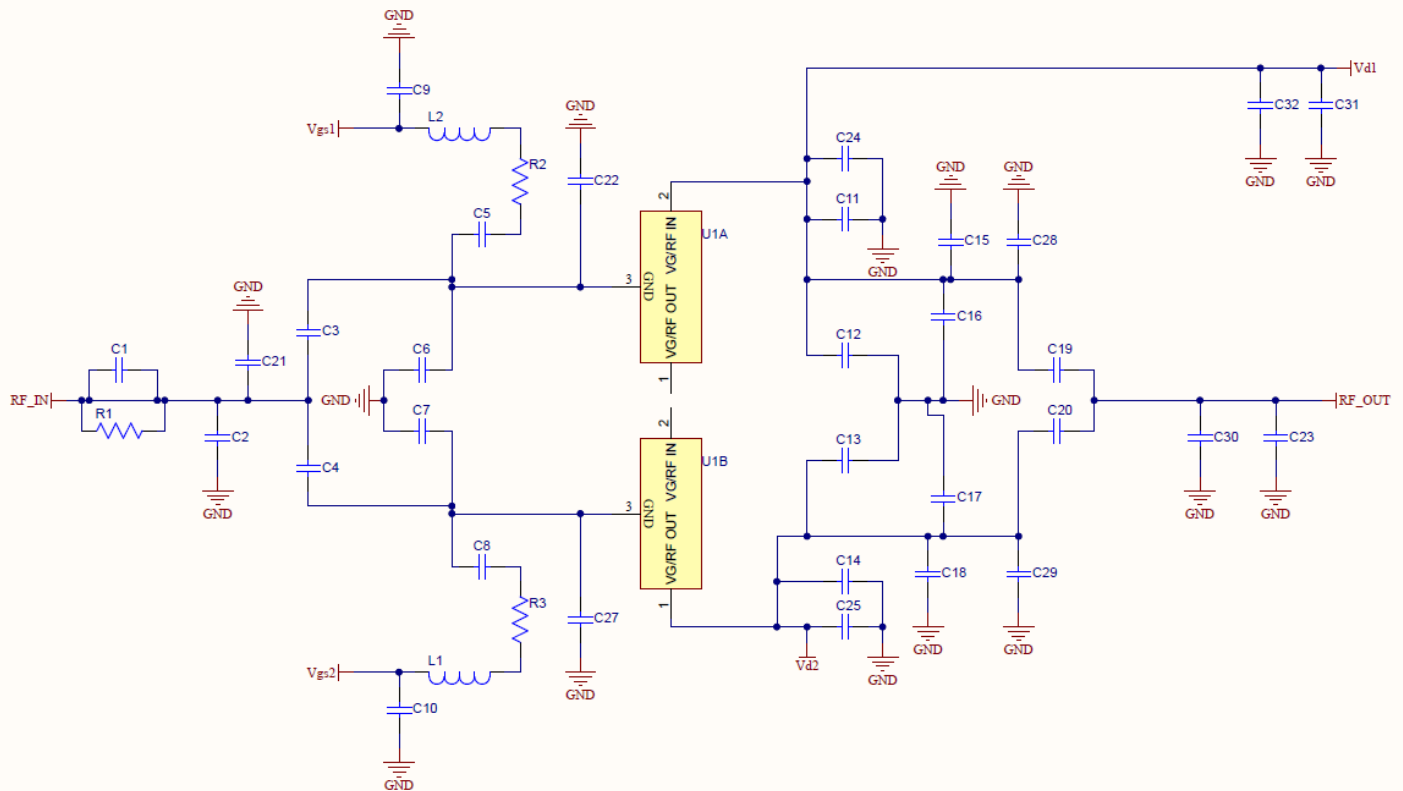 GND
C9
Vgs1
L2
GND
R2
C22
C5
2
U1A
VG/RF IN
VG/RF OUT
GND
3
1
GND
C21
C3
C1
RF_IN
R1
C2
GND
C6
GND
C7
C4
2
U1B
VG/RF IN
VG/RF OUT
GND
3
1
C8
R3
C27
GND
Vgs2
L1
C10
GND
Vd1
C32
C31
GND
GND
C24
C11
GND
GND
GND
C15
C28
C16
C12
C19
GND
C20
RF_OUT
C30
C23
GND
GND
C13
C17
C14
C18
C29
C25
Vd2
GND
GND
GND